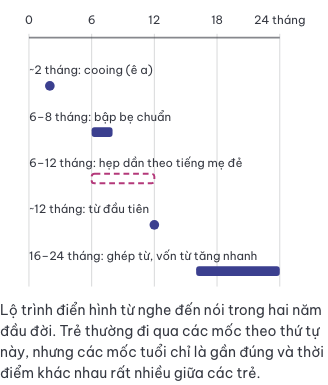 0 6 12 18 24 tháng
~2 tháng: cooing (ê a)
6–8 tháng: bập bẹ chuẩn
6–12 tháng: hẹp dần theo tiếng mẹ đẻ
~12 tháng: từ đầu tiên
16–24 tháng: ghép từ, vốn từ tăng nhanh
Lộ trình điển hình từ nghe đến nói trong hai năm
đầu đời. Trẻ thường đi qua các mốc theo thứ tự
này, nhưng các mốc tuổi chỉ là gần đúng và thời
điểm khác nhau rất nhiều giữa các trẻ.